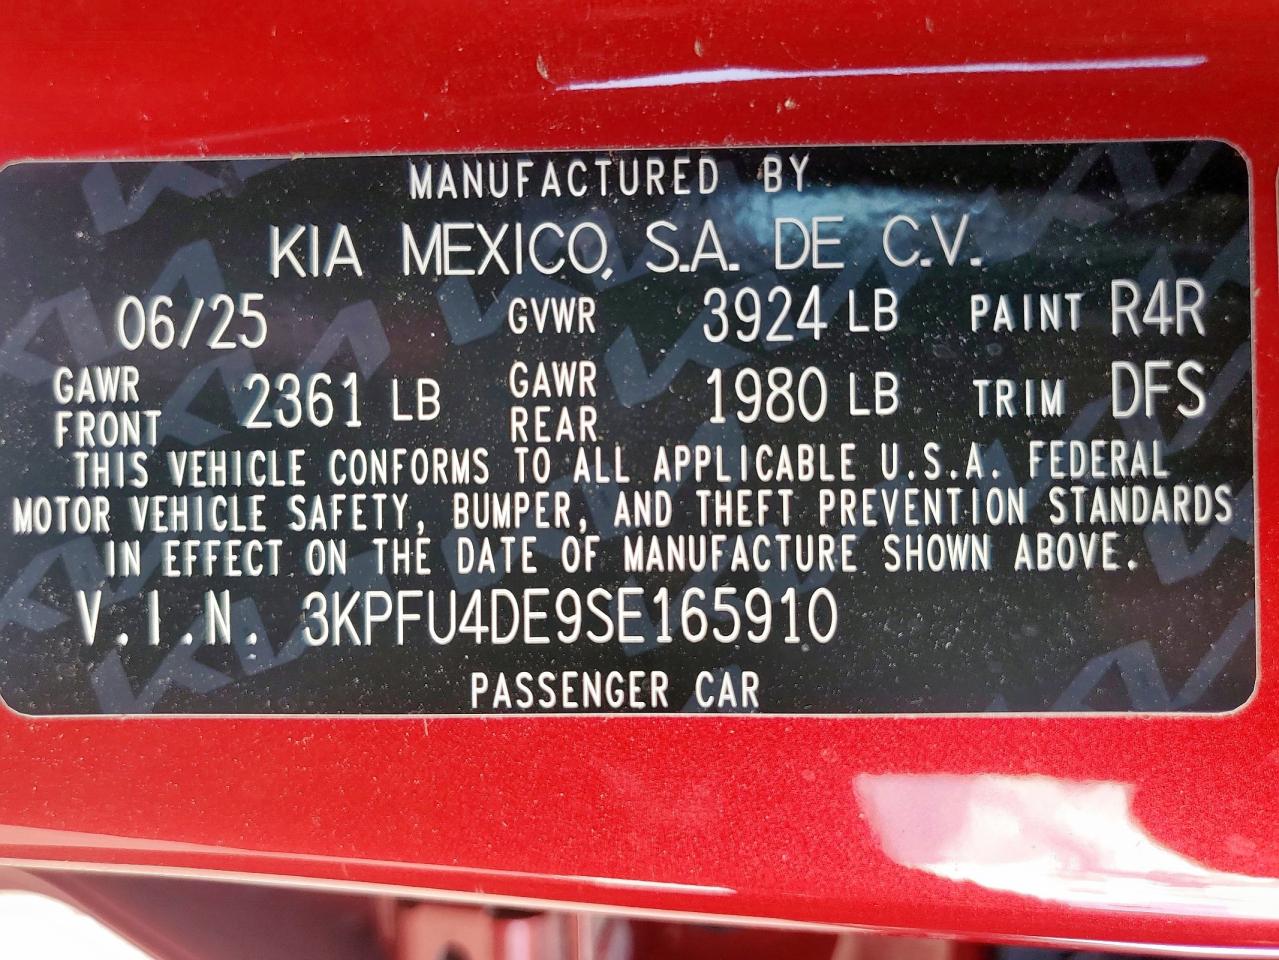 MANUFACTURED BY
KIA MEXICO, S.A. DE C.V.
06/25 GVWR 3924 LB PAINT R4R
GAWR FRONT 2361 LB GAWR REAR 1980 LB TRIM DFS
THIS VEHICLE CONFORMS TO ALL APPLICABLE U.S.A. FEDERAL
MOTOR VEHICLE SAFETY, BUMPER, AND THEFT PREVENTION STANDARDS
IN EFFECT ON THE DATE OF MANUFACTURE SHOWN ABOVE.
V.I.N. 3KPFU4DE9SE165910
PASSENGER CAR